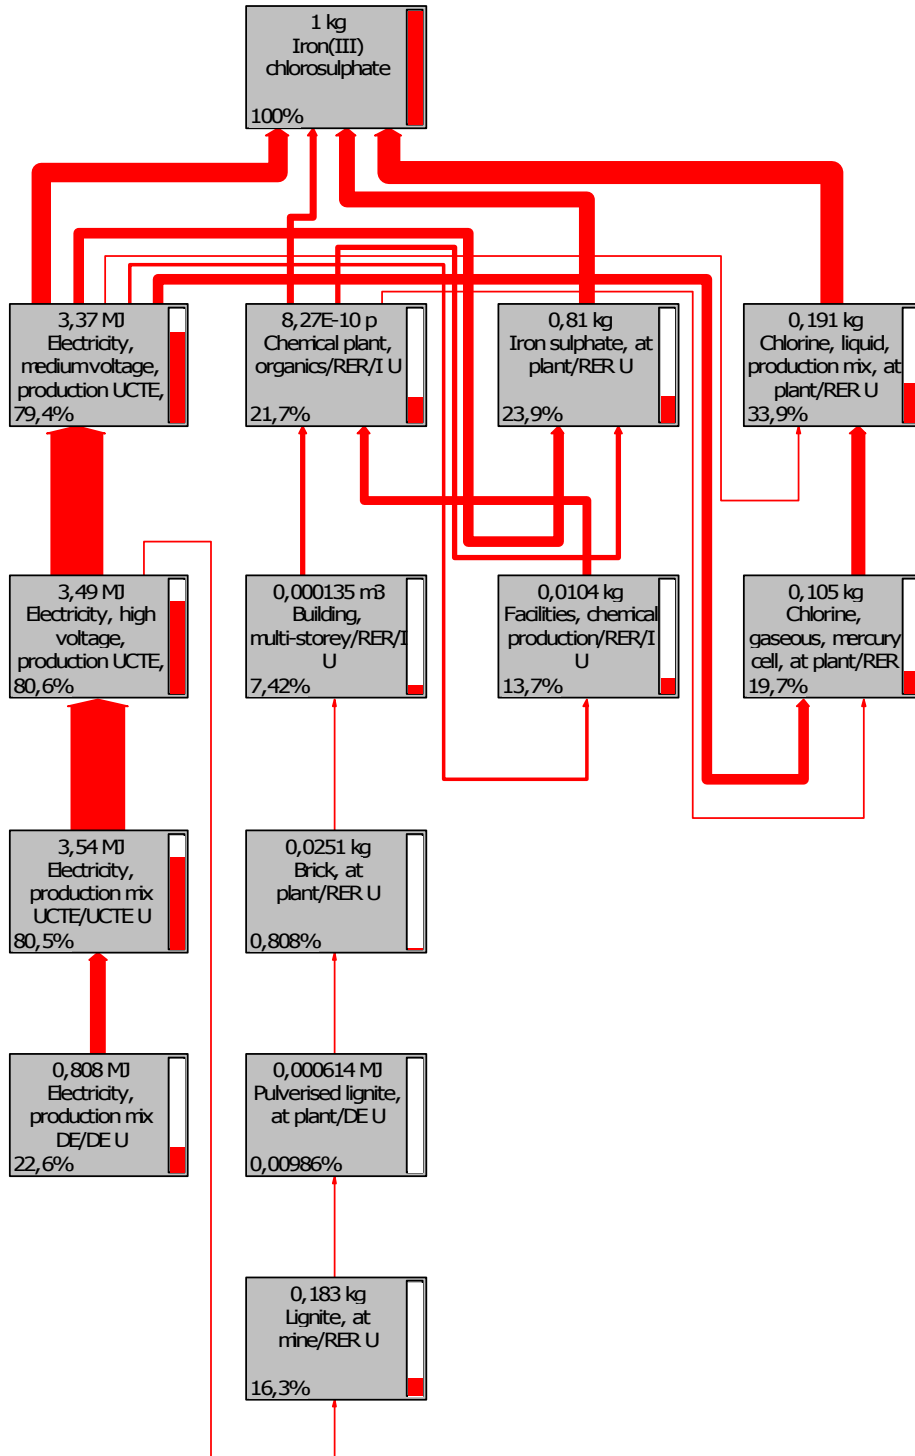 1 kg
Iron(III)
chlorosulphate
100%
3,37 MJ
Electricity,
medium voltage,
production UCTE,
79,4%
8,27E-10 p
Chemical plant,
organics/RER/I U
21,7%
0,81 kg
Iron sulphate, at
plant/RER U
23,9%
0,191 kg
Chlorine, liquid,
production mix, at
plant/RER U
33,9%
3,49 MJ
Electricity, high
voltage,
production UCTE,
80,6%
0,000135 m3
Building,
multi-storey/RER/I
U
7,42%
0,0104 kg
Facilities, chemical
production/RER/I
U
13,7%
0,105 kg
Chlorine,
gaseous, mercury
cell, at plant/RER
19,7%
3,54 MJ
Electricity,
production mix
UCTE/UCTE U
80,5%
0,0251 kg
Brick, at
plant/RER U
0,808%
0,808 MJ
Electricity,
production mix
DE/DE U
22,6%
0,000614 MJ
Pulverised lignite,
at plant/DE U
0,00986%
0,183 kg
Lignite, at
mine/RER U
16,3%